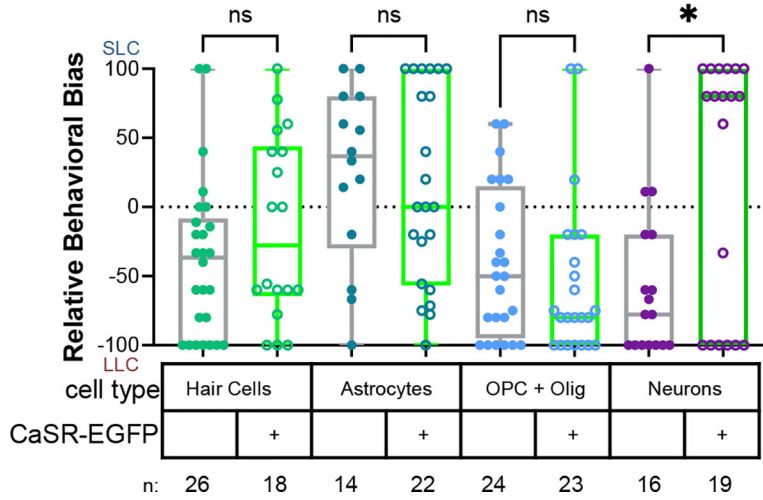 ns ns ns *
SLC
100
50
0
-50
-100
Relative Behavioral Bias
LLC
cell type Hair Cells Astrocytes OPC + Olig Neurons
CaSR-EGFP + + + +
n: 26 18 14 22 24 23 16 19